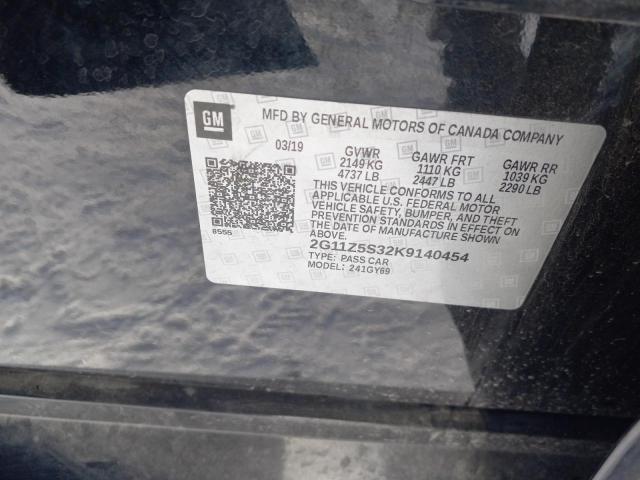 GM
MFD BY GENERAL MOTORS OF CANADA COMPANY
03/19
GVWR
2149 KG
4737 LB
GAWR FRT
1110 KG
2447 LB
GAWR RR
1039 KG
2290 LB
THIS VEHICLE CONFORMS TO ALL
APPLICABLE U.S. FEDERAL MOTOR
VEHICLE SAFETY, BUMPER, AND THEFT
PREVENTION STANDARDS IN EFFECT ON
THE DATE OF MANUFACTURE SHOWN
ABOVE.
8555
2G11Z5S32K9140454
TYPE: PASS CAR
MODEL: 241GY69